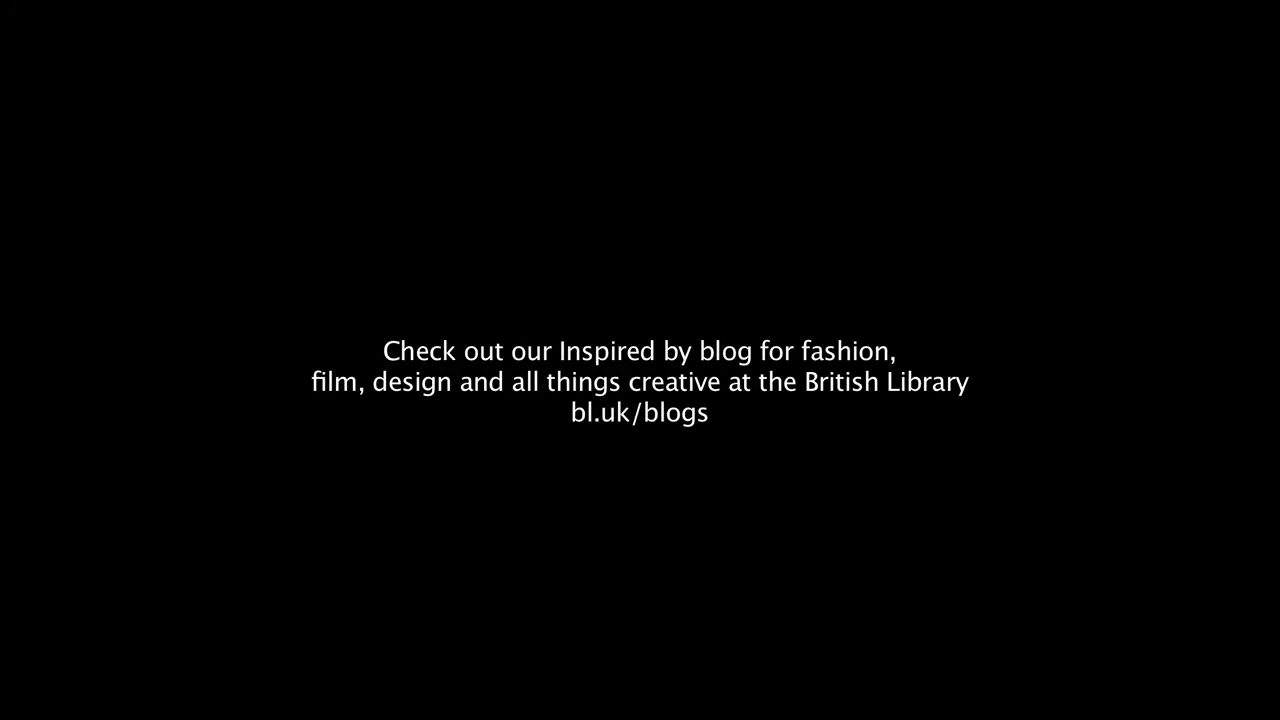 Check out our Inspired by blog for fashion,
film, design and all things creative at the British Library
bl.uk/blogs